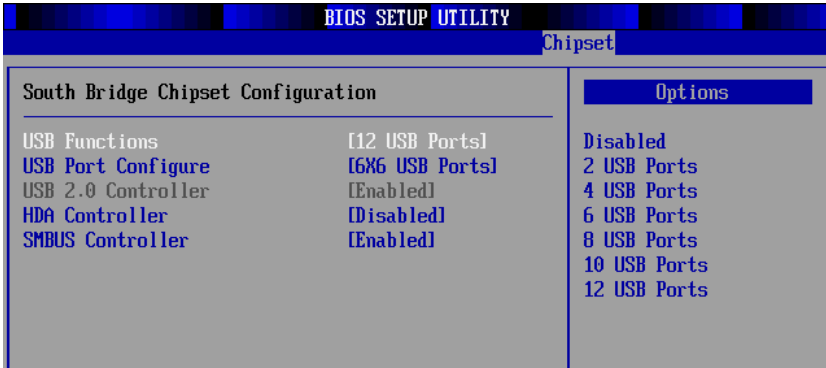 BIOS SETUP UTILITY
Chipset
South Bridge Chipset Configuration
USB Functions [12 USB Ports]
USB Port Configure [6X6 USB Ports]
USB 2.0 Controller [Enabled]
HDA Controller [Disabled]
SMBUS Controller [Enabled]
Options
Disabled
2 USB Ports
4 USB Ports
6 USB Ports
8 USB Ports
10 USB Ports
12 USB Ports